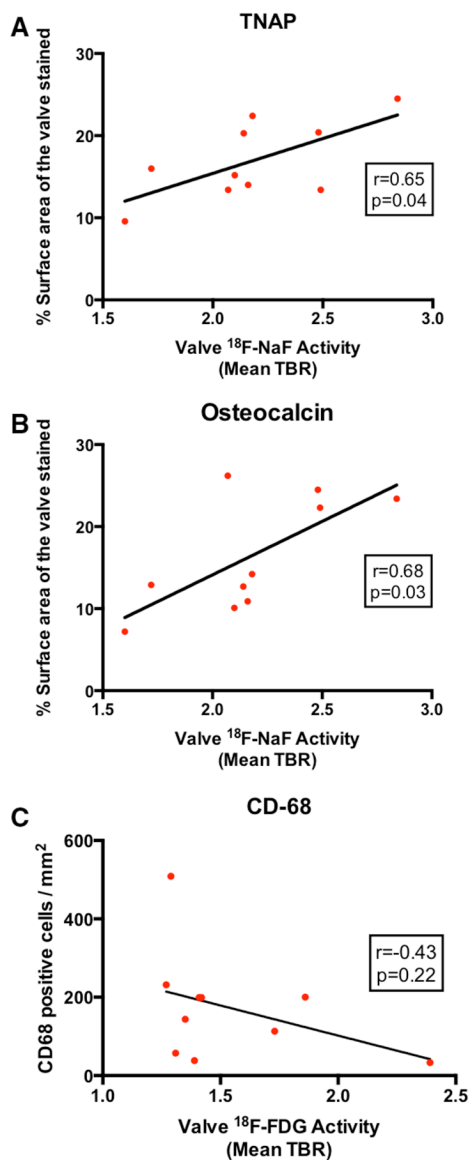 A
TNAP
% Surface area of the valve stained
30
20
10
0
r=0.65
p=0.04
1.5 2.0 2.5 3.0
Valve ¹⁸F-NaF Activity
(Mean TBR)
B
Osteocalcin
% Surface area of the valve stained
30
20
10
0
r=0.68
p=0.03
1.5 2.0 2.5 3.0
Valve ¹⁸F-NaF Activity
(Mean TBR)
C
CD-68
CD68 positive cells / mm²
600
400
200
0
r=-0.43
p=0.22
1.0 1.5 2.0 2.5
Valve ¹⁸F-FDG Activity
(Mean TBR)